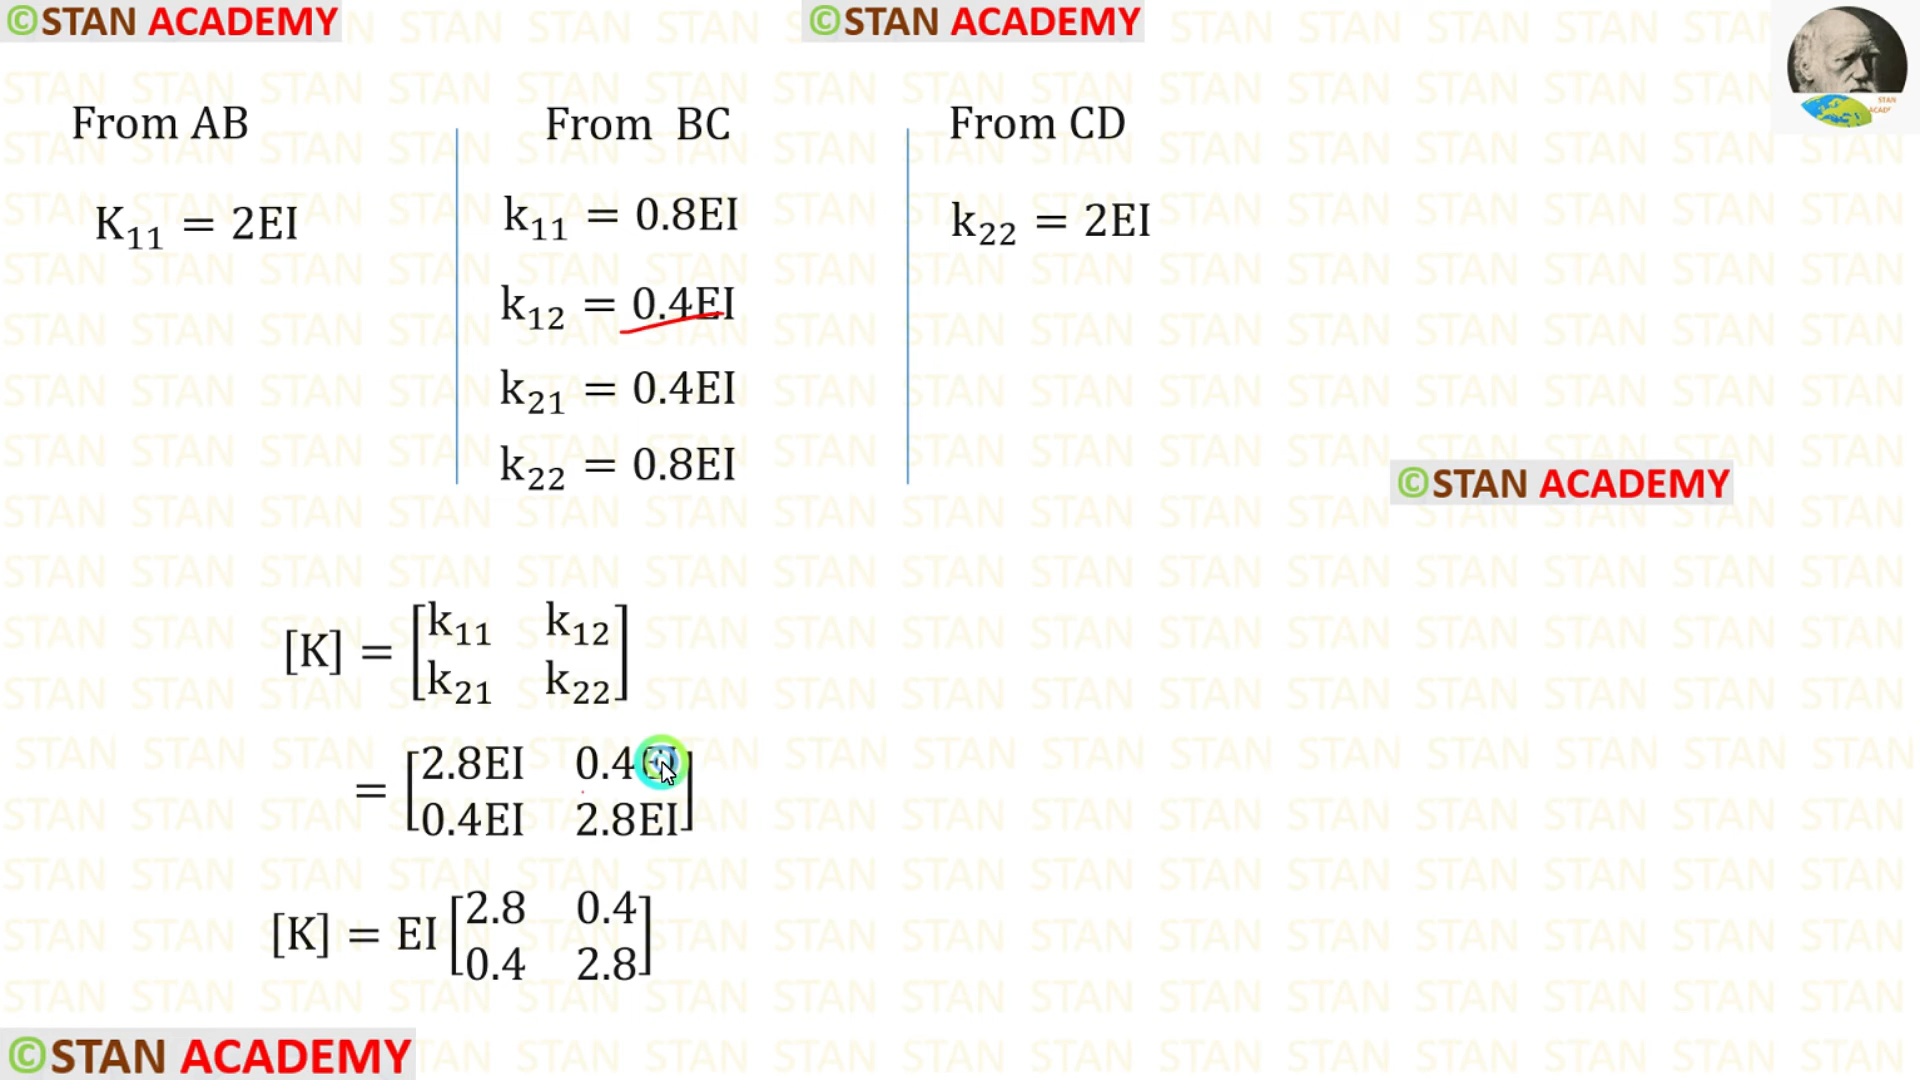 ©STAN ACADEMY
©STAN ACADEMY
STAN ACADEMY
From AB
K₁₁ = 2EI
From BC
k₁₁ = 0.8EI
k₁₂ = 0.4EI
k₂₁ = 0.4EI
k₂₂ = 0.8EI
From CD
k₂₂ = 2EI
©STAN ACADEMY
[K] = [k₁₁ k₁₂
k₂₁ k₂₂]
= [2.8EI 0.4EI
0.4EI 2.8EI]
[K] = EI [2.8 0.4
0.4 2.8]
©STAN ACADEMY